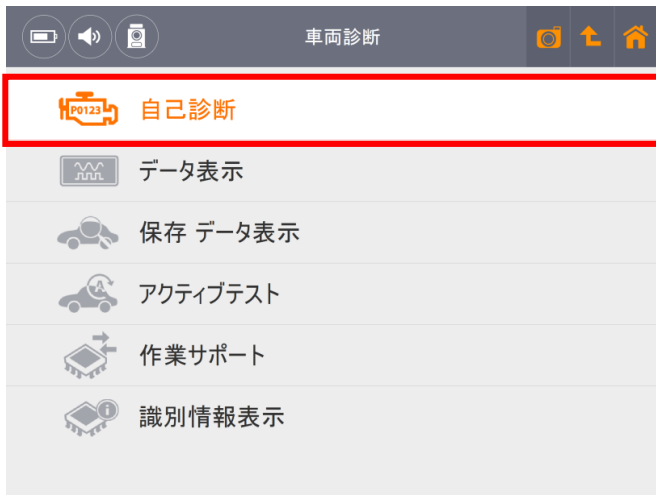 車両診断
P0123
自己診断
データ表示
保存 データ表示
アクティブテスト
作業サポート
識別情報表示